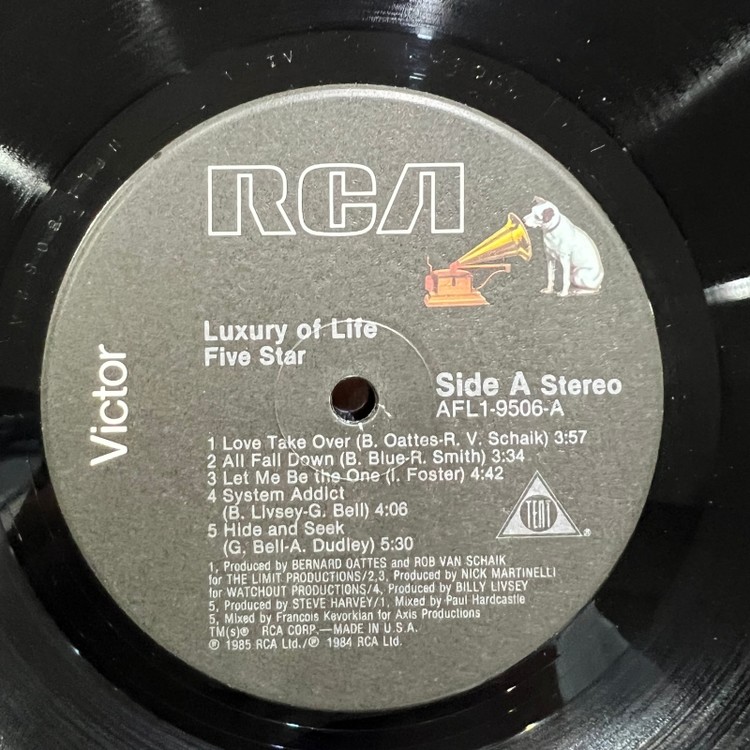 RCA
Luxury of Life
Five Star
Victor
Side A Stereo
AFL1-9506-A
1 Love Take Over (B. Oattes-R. V. Schaik) 3:57
2 All Fall Down (B. Blue-R. Smith) 3:34
3 Let Me Be the One (I. Foster) 4:42
4 System Addict
(B. Livsey-G. Bell) 4:06
5 Hide and Seek
(G. Bell-A. Dudley) 5:30
TENT
®
1, Produced by BERNARD OATTES and ROB VAN SCHAIK
for THE LIMIT PRODUCTIONS/2,3, Produced by NICK MARTINELLI
for WATCHOUT PRODUCTIONS/4, Produced by BILLY LIVSEY
5, Produced by STEVE HARVEY/1, Mixed by Paul Hardcastle
5, Mixed by Francois Kevorkian for Axis Productions
TM(s)® RCA CORP.—MADE IN U.S.A.
℗ 1985 RCA Ltd./℗ 1984 RCA Ltd.